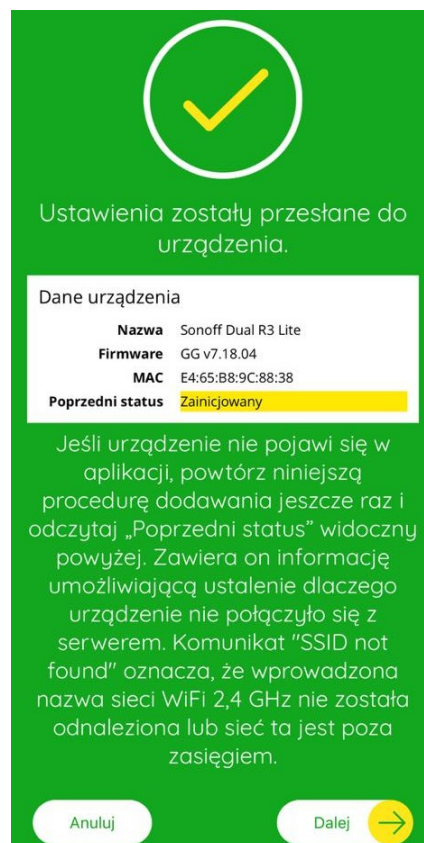 Ustawienia zostały przesłane do
urządzenia.
Dane urządzenia
Nazwa Sonoff Dual R3 Lite
Firmware GG v7.18.04
MAC E4:65:B8:9C:88:38
Poprzedni status Zainicjowany
Jeśli urządzenie nie pojawi się w
aplikacji, powtórz niniejszą
procedurę dodawania jeszcze raz i
odczytaj „Poprzedni status” widoczny
powyżej. Zawiera on informację
umożliwiającą ustalenie dlaczego
urządzenie nie połączyło się z
serwerem. Komunikat "SSID not
found" oznacza, że wprowadzona
nazwa sieci WiFi 2,4 GHz nie została
odnaleziona lub sieć ta jest poza
zasięgiem.
Anuluj Dalej